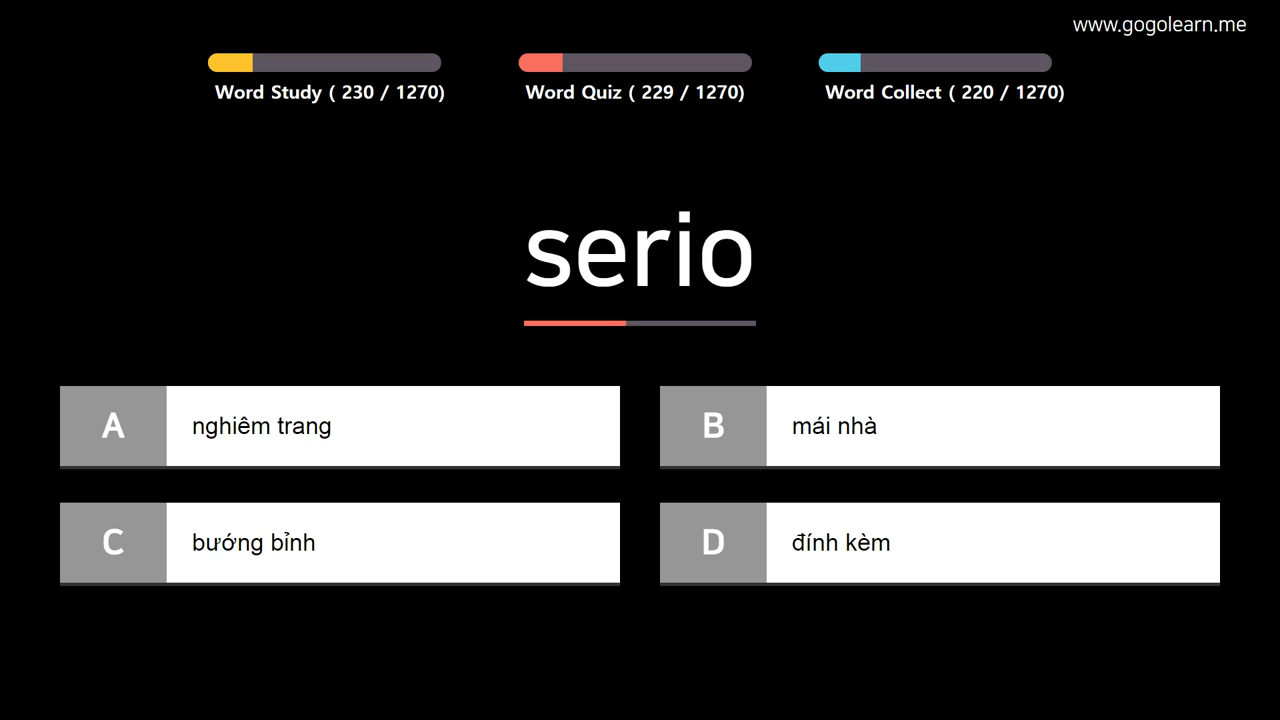 www.gogolearn.me
Word Study ( 230 / 1270)
Word Quiz ( 229 / 1270)
Word Collect ( 220 / 1270)
serio
A
nghiêm trang
B
mái nhà
C
bướng bỉnh
D
đính kèm